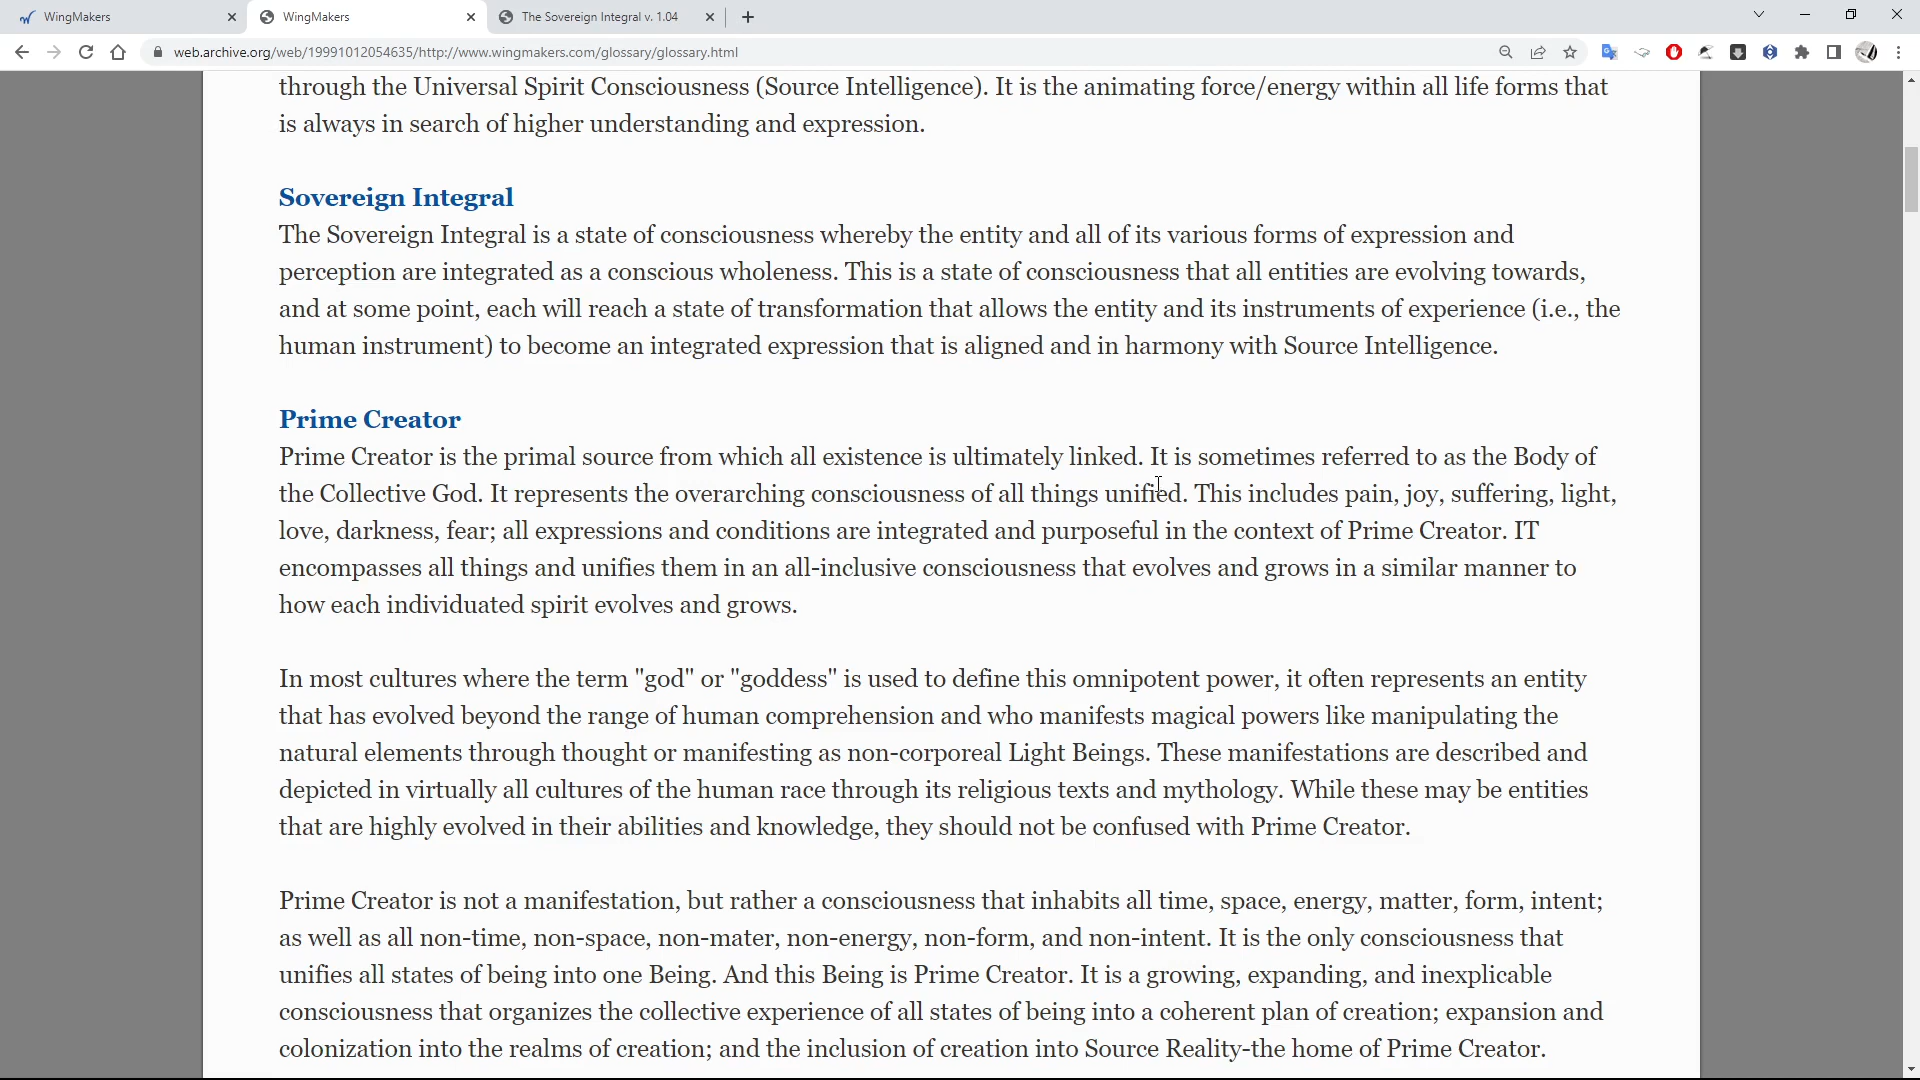 WingMakers
WingMakers
The Sovereign Integral v. 1.04
web.archive.org/web/19991012054635/http://www.wingmakers.com/glossary/glossary.html
through the Universal Spirit Consciousness (Source Intelligence). It is the animating force/energy within all life forms that
is always in search of higher understanding and expression.
Sovereign Integral
The Sovereign Integral is a state of consciousness whereby the entity and all of its various forms of expression and
perception are integrated as a conscious wholeness. This is a state of consciousness that all entities are evolving towards,
and at some point, each will reach a state of transformation that allows the entity and its instruments of experience (i.e., the
human instrument) to become an integrated expression that is aligned and in harmony with Source Intelligence.
Prime Creator
Prime Creator is the primal source from which all existence is ultimately linked. It is sometimes referred to as the Body of
the Collective God. It represents the overarching consciousness of all things unified. This includes pain, joy, suffering, light,
love, darkness, fear; all expressions and conditions are integrated and purposeful in the context of Prime Creator. IT
encompasses all things and unifies them in an all-inclusive consciousness that evolves and grows in a similar manner to
how each individuated spirit evolves and grows.
In most cultures where the term "god" or "goddess" is used to define this omnipotent power, it often represents an entity
that has evolved beyond the range of human comprehension and who manifests magical powers like manipulating the
natural elements through thought or manifesting as non-corporeal Light Beings. These manifestations are described and
depicted in virtually all cultures of the human race through its religious texts and mythology. While these may be entities
that are highly evolved in their abilities and knowledge, they should not be confused with Prime Creator.
Prime Creator is not a manifestation, but rather a consciousness that inhabits all time, space, energy, matter, form, intent;
as well as all non-time, non-space, non-mater, non-energy, non-form, and non-intent. It is the only consciousness that
unifies all states of being into one Being. And this Being is Prime Creator. It is a growing, expanding, and inexplicable
consciousness that organizes the collective experience of all states of being into a coherent plan of creation; expansion and
colonization into the realms of creation; and the inclusion of creation into Source Reality-the home of Prime Creator.